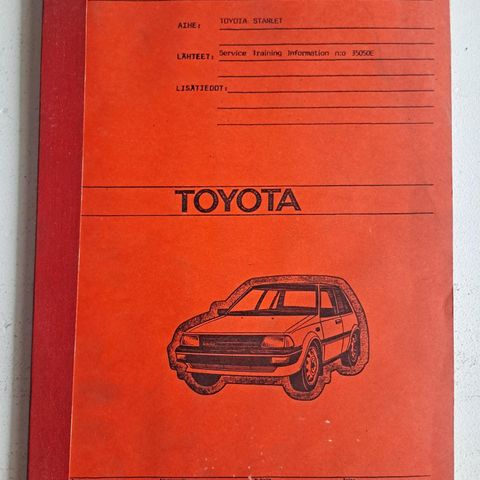 AIHE: TOYOTA STARLET
LÄHTEET: Service Training Information n:o 35050E
LISÄTIEDOT:
TOYOTA